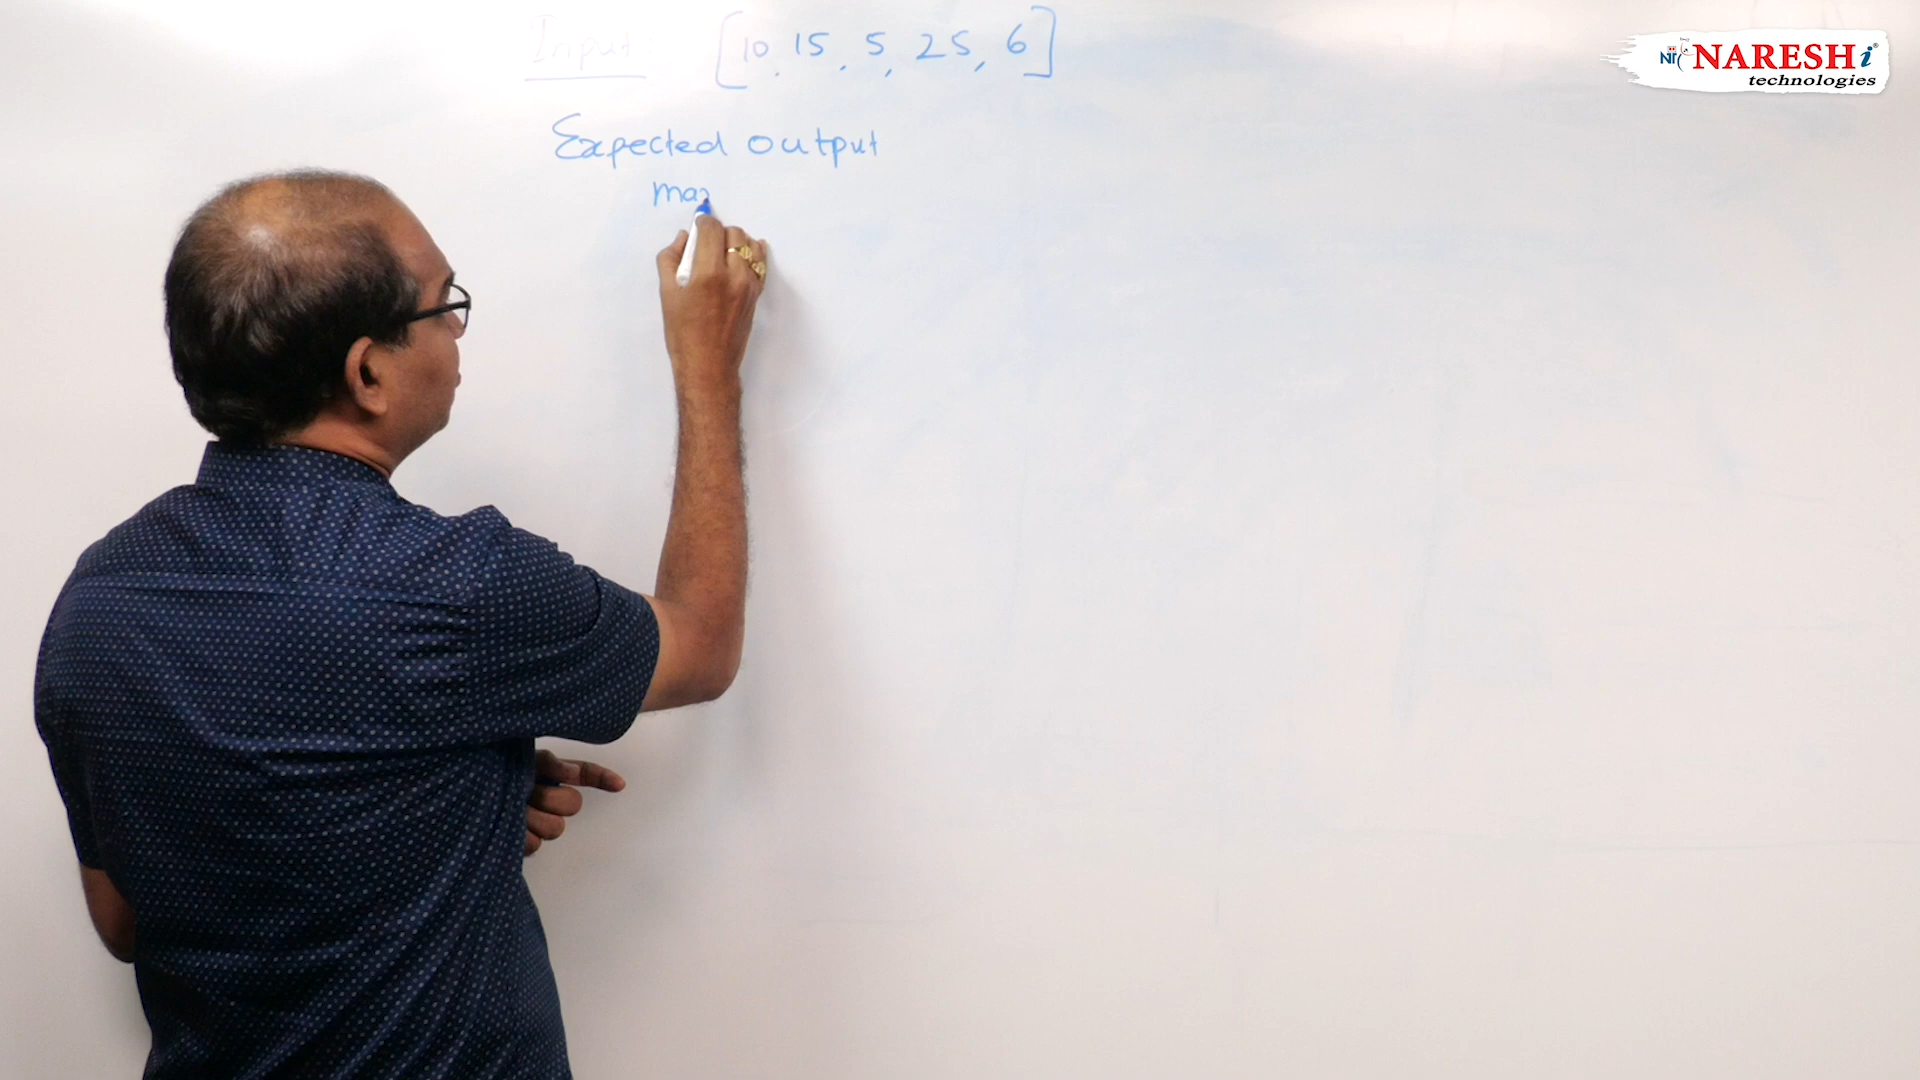 Input: [10, 15, 5, 25, 6]
Expected output
max
NARESHi
technologies